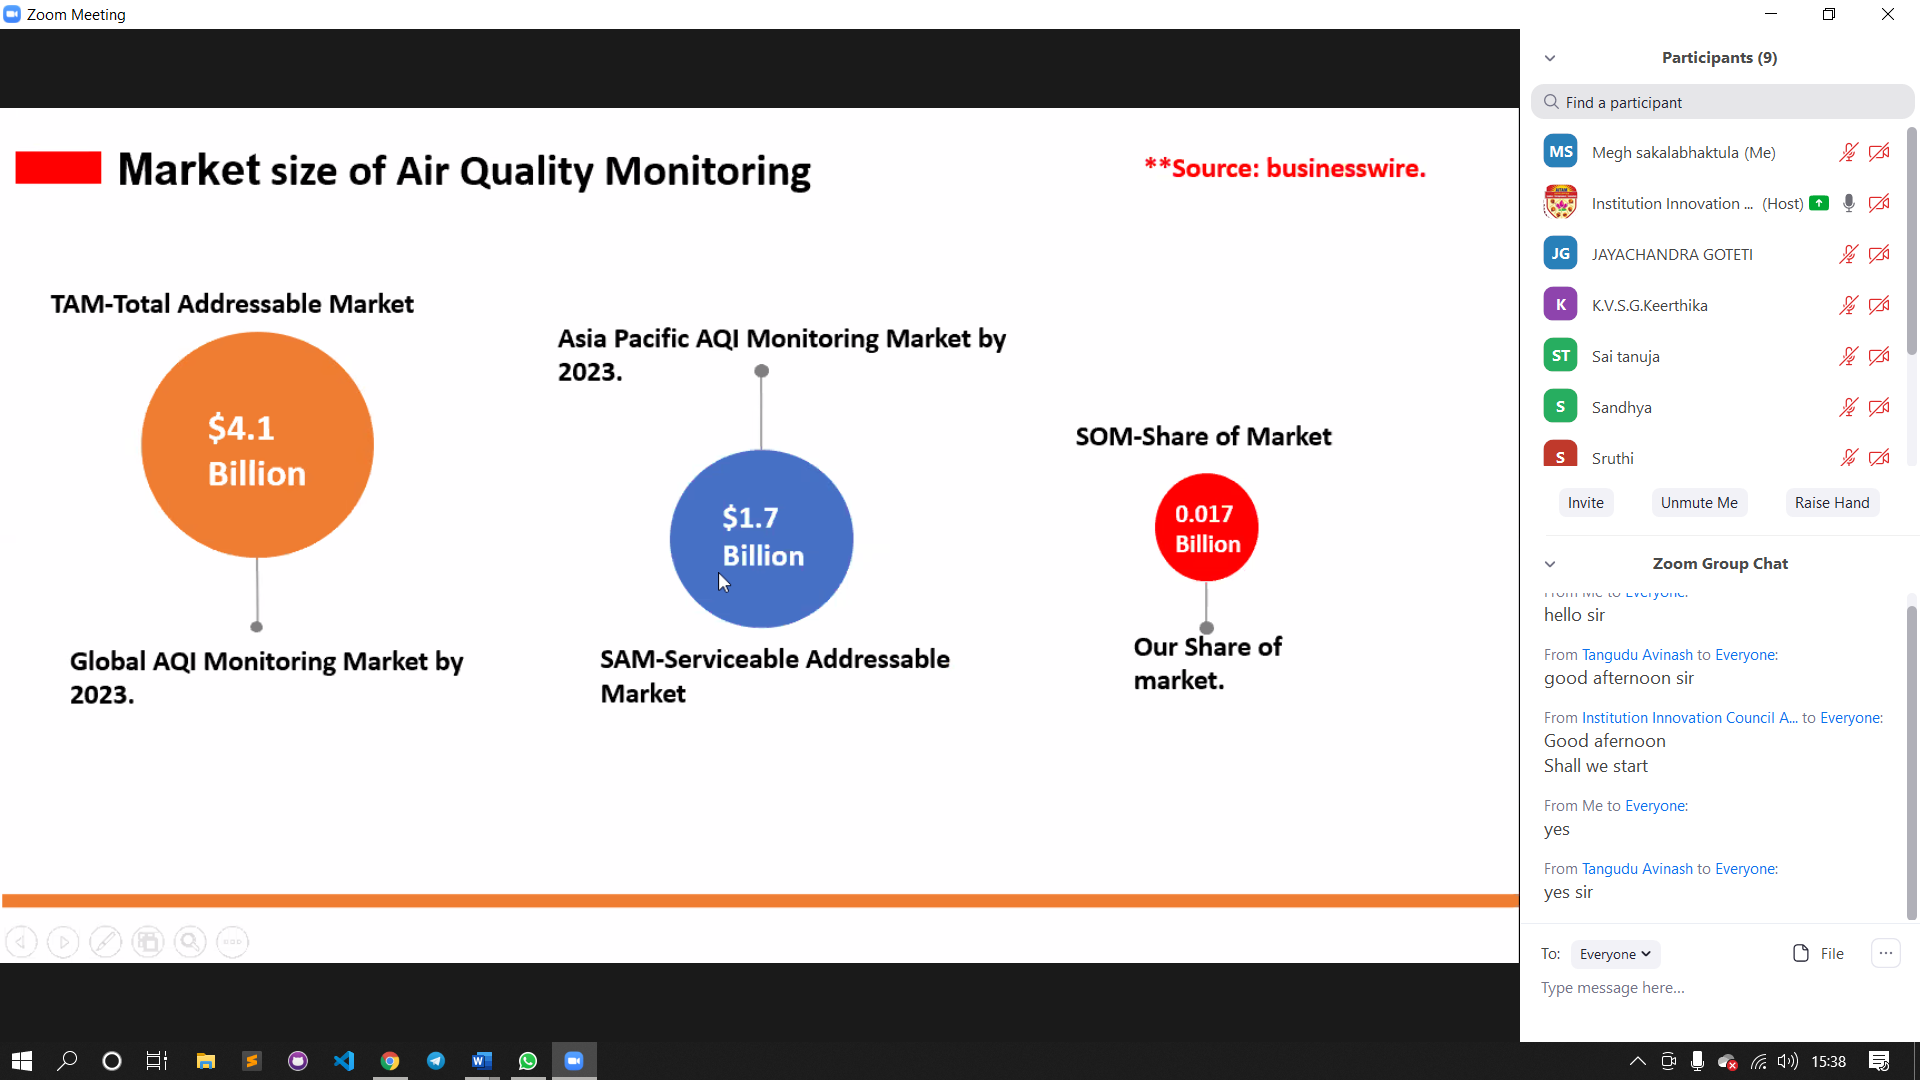 Zoom Meeting
Market size of Air Quality Monitoring
**Source: businesswire.
TAM-Total Addressable Market
$4.1
Billion
Global AQI Monitoring Market by
2023.
Asia Pacific AQI Monitoring Market by
2023.
$1.7
Billion
SAM-Serviceable Addressable
Market
SOM-Share of Market
0.017
Billion
Our Share of
market.
Participants (9)
Find a participant
MS Megh sakalabhaktula (Me)
Institution Innovation ... (Host)
JG JAYACHANDRA GOTETI
K K.V.S.G.Keerthika
ST Sai tanuja
S Sandhya
S Sruthi
Invite Unmute Me Raise Hand
Zoom Group Chat
From Me to Everyone:
hello sir
From Tangudu Avinash to Everyone:
good afternoon sir
From Institution Innovation Council A... to Everyone:
Good afernoon
Shall we start
From Me to Everyone:
yes
From Tangudu Avinash to Everyone:
yes sir
To: Everyone File
Type message here...
15:38